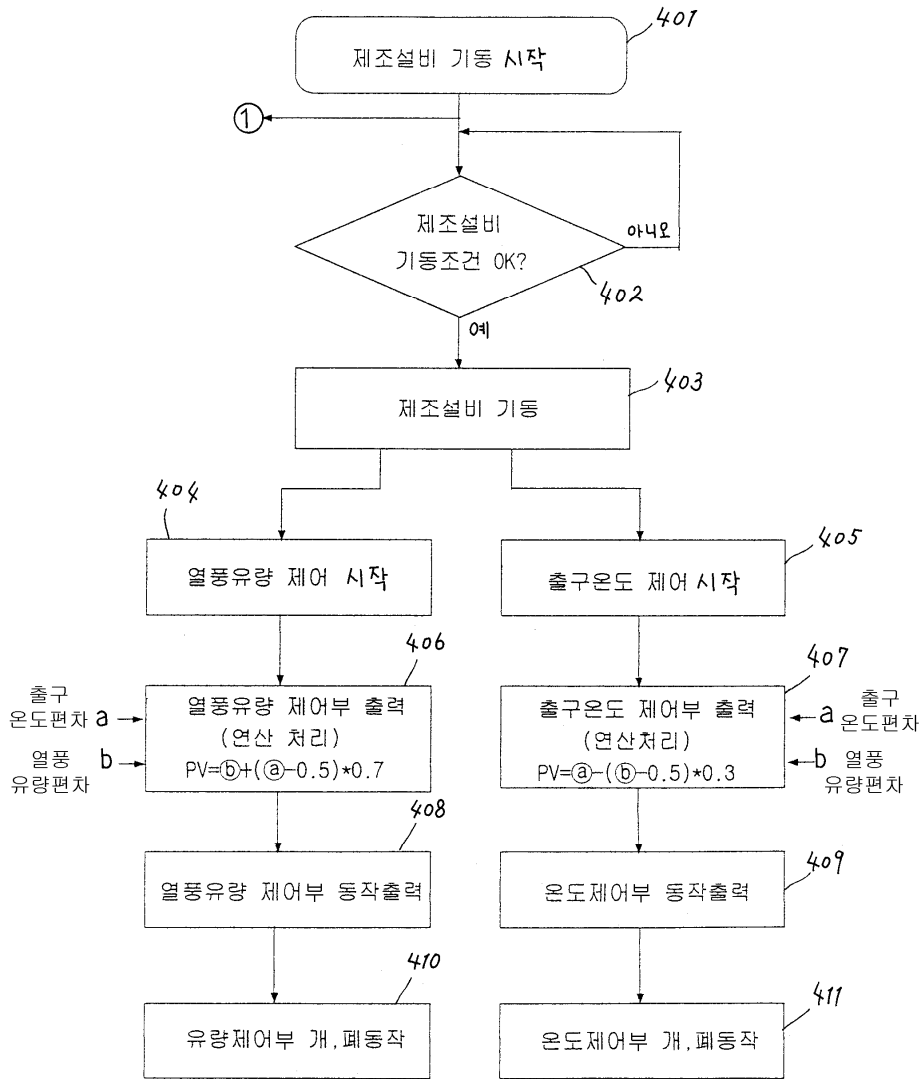 401
제조설비 기동 시작
①
제조설비
기동조건 OK?
아니오
402
예
403
제조설비 기동
404
열풍유량 제어 시작
405
출구온도 제어 시작
406
출구
온도편차 a
열풍 b
유량편차
열풍유량 제어부 출력
(연산 처리)
PV=ⓑ+(ⓐ-0.5)*0.7
407
출구온도 제어부 출력
(연산처리)
PV=ⓐ-(ⓑ-0.5)*0.3
a 출구
온도편차
b 열풍
유량편차
408
열풍유량 제어부 동작출력
409
온도제어부 동작출력
410
유량제어부 개,폐동작
411
온도제어부 개,폐동작